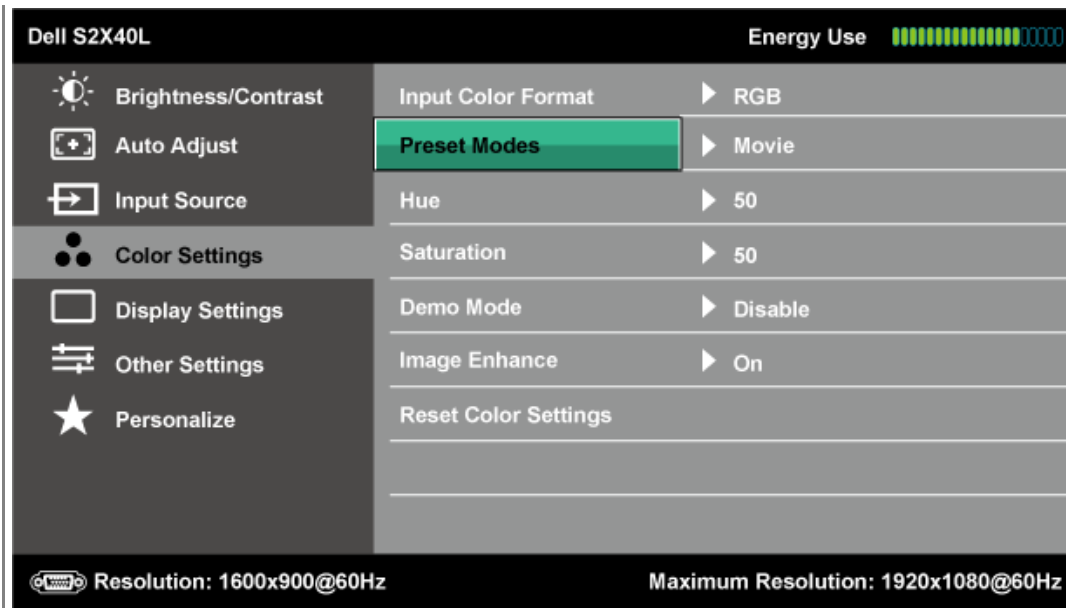 Dell S2X40L Energy Use
Brightness/Contrast Input Color Format RGB
Auto Adjust Preset Modes Movie
Input Source Hue 50
Color Settings Saturation 50
Display Settings Demo Mode Disable
Other Settings Image Enhance On
Personalize Reset Color Settings
Resolution: 1600x900@60Hz Maximum Resolution: 1920x1080@60Hz